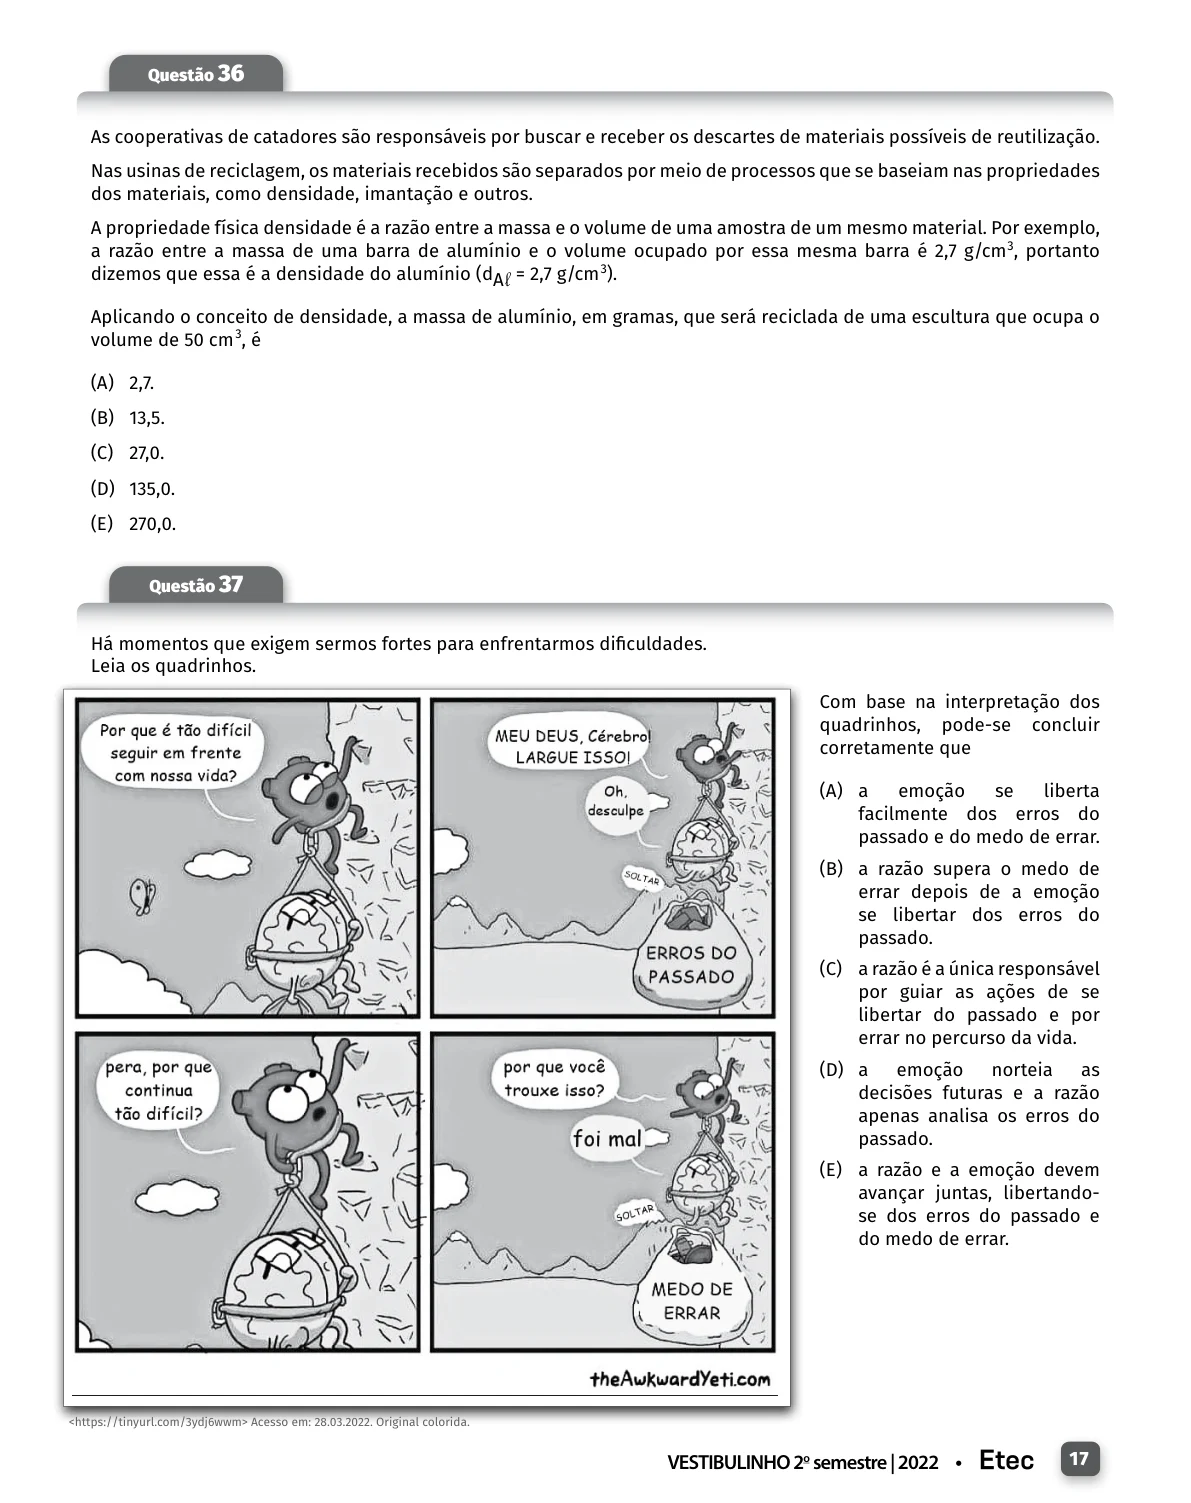 Questão 36
As cooperativas de catadores são responsáveis por buscar e receber os descartes de materiais possíveis de reutilização.
Nas usinas de reciclagem, os materiais recebidos são separados por meio de processos que se baseiam nas propriedades
dos materiais, como densidade, imantação e outros.
A propriedade física densidade é a razão entre a massa e o volume de uma amostra de um mesmo material. Por exemplo,
a razão entre a massa de uma barra de alumínio e o volume ocupado por essa mesma barra é 2,7 g/cm³, portanto
dizemos que essa é a densidade do alumínio (dAℓ = 2,7 g/cm³).
Aplicando o conceito de densidade, a massa de alumínio, em gramas, que será reciclada de uma escultura que ocupa o
volume de 50 cm³, é
(A) 2,7.
(B) 13,5.
(C) 27,0.
(D) 135,0.
(E) 270,0.
Questão 37
Há momentos que exigem sermos fortes para enfrentarmos dificuldades.
Leia os quadrinhos.
Por que é tão difícil
seguir em frente
com nossa vida?
MEU DEUS, Cérebro!
LARGUE ISSO!
Oh,
desculpe
SOLTAR
ERROS DO
PASSADO
pera, por que
continua
tão difícil?
por que você
trouxe isso?
foi mal
SOLTAR
MEDO DE
ERRAR
theAwkwardYeti.com
<https://tinyurl.com/3ydj6wwm> Acesso em: 28.03.2022. Original colorida.
Com base na interpretação dos
quadrinhos, pode-se concluir
corretamente que
(A) a emoção se liberta
facilmente dos erros do
passado e do medo de errar.
(B) a razão supera o medo de
errar depois de a emoção
se libertar dos erros do
passado.
(C) a razão é a única responsável
por guiar as ações de se
libertar do passado e por
errar no percurso da vida.
(D) a emoção norteia as
decisões futuras e a razão
apenas analisa os erros do
passado.
(E) a razão e a emoção devem
avançar juntas, libertando-
se dos erros do passado e
do medo de errar.
VESTIBULINHO 2º semestre | 2022 • Etec 17